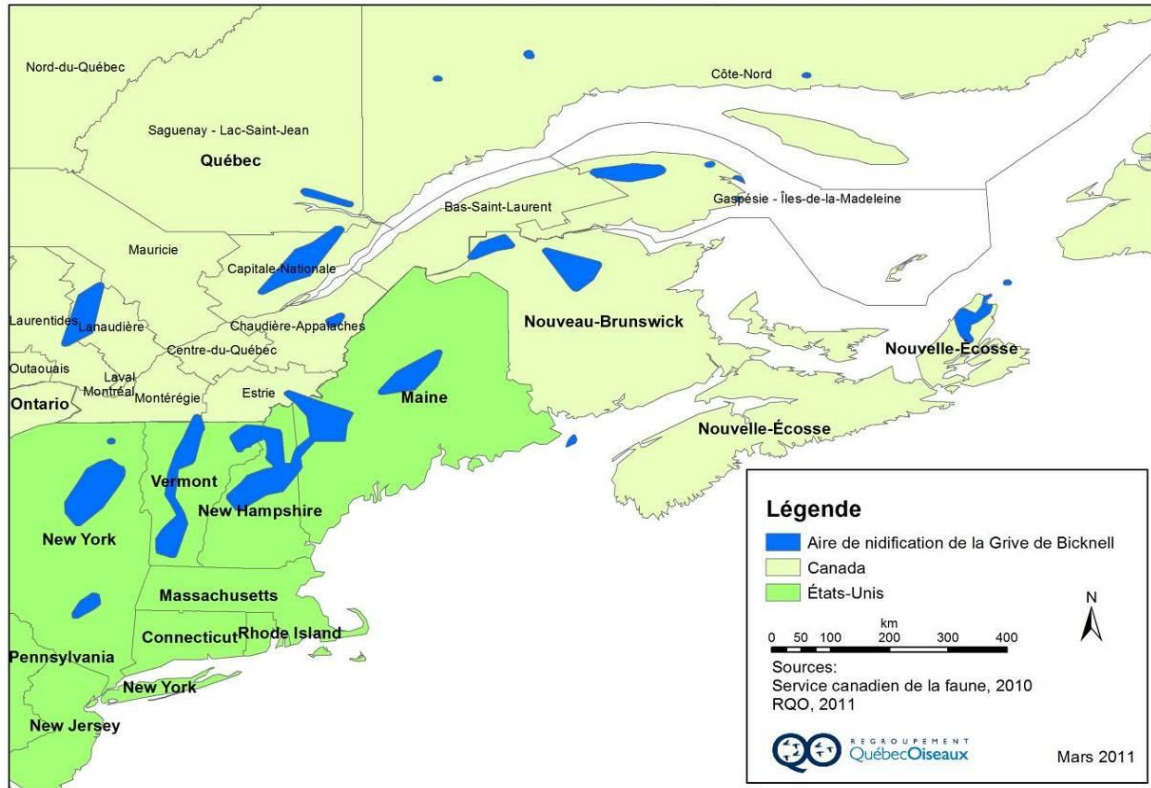 Nord-du-Québec
Côte-Nord
Saguenay - Lac-Saint-Jean
Québec
Gaspésie - Îles-de-la-Madeleine
Bas-Saint-Laurent
Mauricie
Capitale-Nationale
Laurentides
Lanaudière
Chaudière-Appalaches
Nouveau-Brunswick
Centre-du-Québec
Nouvelle-Écosse
Outaouais
Laval
Montréal
Montérégie
Estrie
Ontario
Maine
Nouvelle-Écosse
Vermont
New Hampshire
New York
Massachusetts
Connecticut
Rhode Island
Pennsylvania
New York
New Jersey
Légende
Aire de nidification de la Grive de Bicknell
Canada
États-Unis
N
km
0 50 100 200 300 400
Sources:
Service canadien de la faune, 2010
RQO, 2011
REGROUPEMENT
QuébecOiseaux
Mars 2011